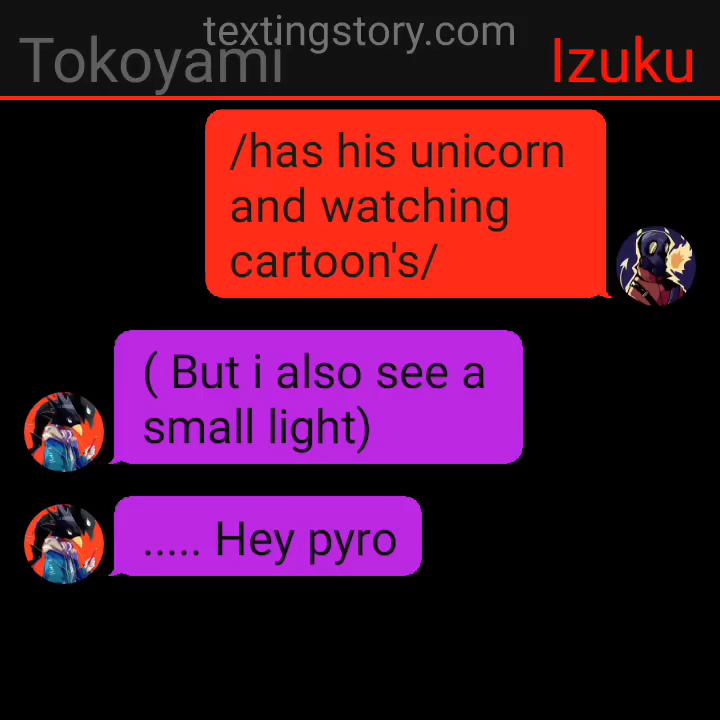 textingstory.com
Tokoyami
Izuku
/has his unicorn
and watching
cartoon's/
( But i also see a
small light)
..... Hey pyro